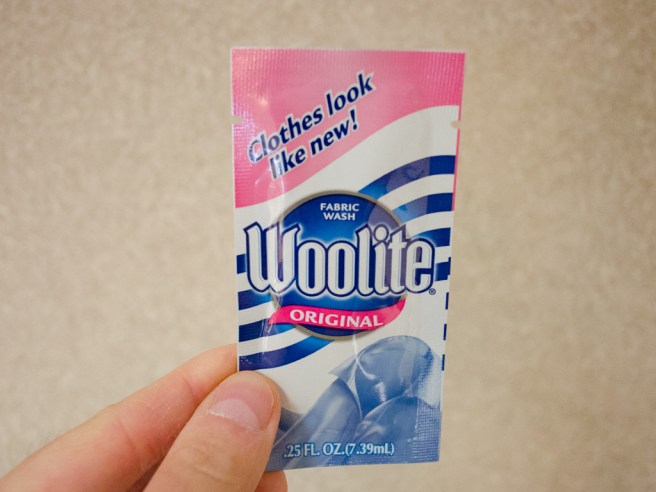 Clothes look
like new!
FABRIC
WASH
Woolite®
ORIGINAL
.25 FL. OZ.(7.39mL)